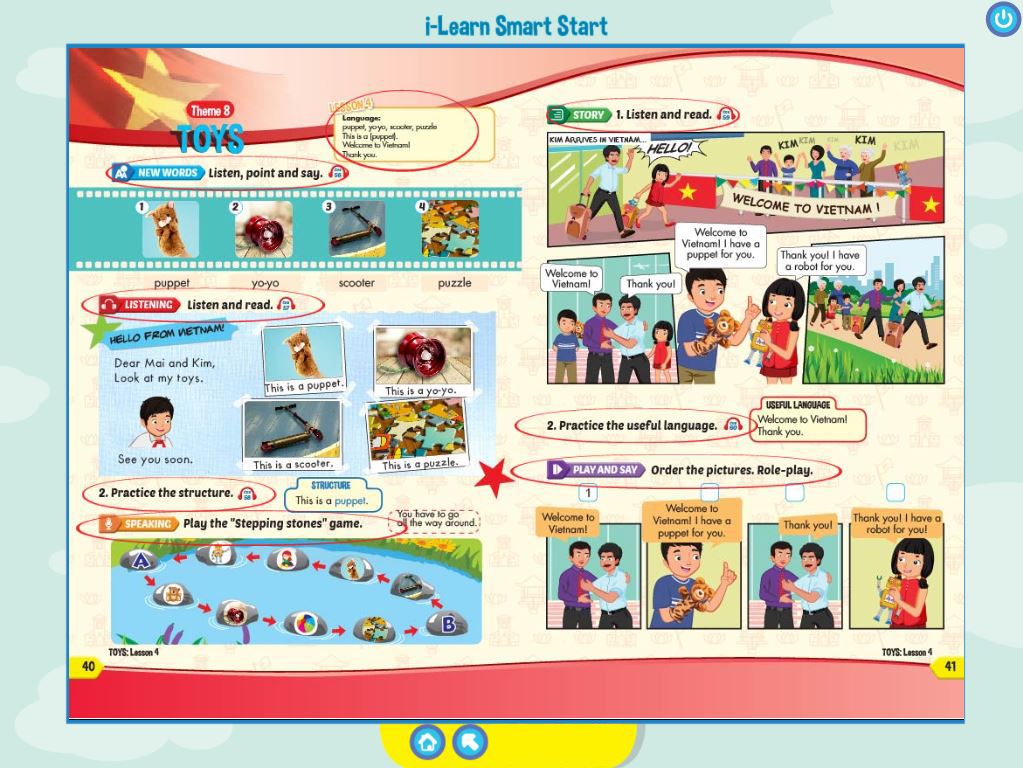 i-Learn Smart Start
Theme 8
TOYS
LESSON 4
Language:
puppet, yo-yo, scooter, puzzle
This is a (puppet).
Welcome to Vietnam!
Thank you.
NEW WORDS Listen, point and say.
1
2
3
4
puppet
yo-yo
scooter
puzzle
LISTENING Listen and read.
HELLO FROM VIETNAM!
Dear Mai and Kim,
Look at my toys.
See you soon.
This is a puppet.
This is a yo-yo.
This is a scooter.
This is a puzzle.
2. Practice the structure.
STRUCTURE
This is a puppet.
SPEAKING Play the "Stepping stones" game.
You have to go
all the way around.
A
B
TOYS: Lesson 4
40
STORY 1. Listen and read.
KIM ARRIVES IN VIETNAM...
HELLO!
KIM
KIM
KIM
KIM
KIM
WELCOME TO VIETNAM !
Welcome to
Vietnam!
Thank you!
Welcome to
Vietnam! I have a
puppet for you.
Thank you! I have
a robot for you.
2. Practice the useful language.
USEFUL LANGUAGE
Welcome to Vietnam!
Thank you.
PLAY AND SAY Order the pictures. Role-play.
1
Welcome to
Vietnam!
Welcome to
Vietnam! I have a
puppet for you.
Thank you!
Thank you! I have a
robot for you!
TOYS: Lesson 4
41